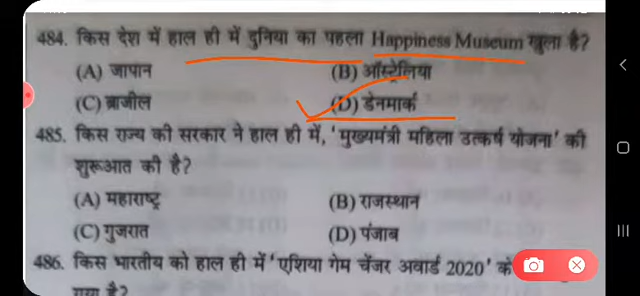 484. किस देश में हाल ही में दुनिया का पहला Happiness Museum खुला है?
(A) जापान (B) ऑस्ट्रेलिया
(C) ब्राजील (D) डेनमार्क
485. किस राज्य की सरकार ने हाल ही में, 'मुख्यमंत्री महिला उत्कर्ष योजना' की
शुरूआत की है?
(A) महाराष्ट्र (B) राजस्थान
(C) गुजरात (D) पंजाब
486. किस भारतीय को हाल ही में 'एशिया गेम चेंजर अवार्ड 2020' के
गया है?